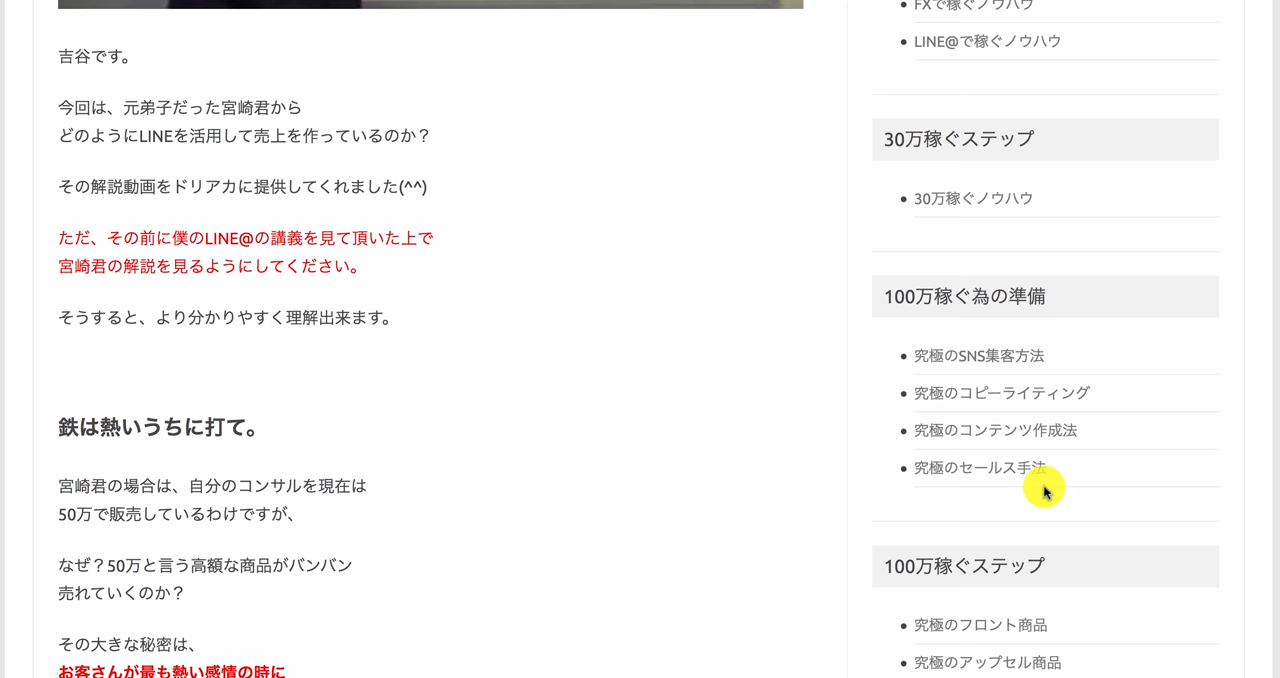 吉谷です。
今回は、元弟子だった宮崎君から
どのようにLINEを活用して売上を作っているのか？
その解説動画をドリアカに提供してくれました(^^)
ただ、その前に僕のLINE@の講義を見て頂いた上で
宮崎君の解説を見るようにしてください。
そうすると、より分かりやすく理解出来ます。
鉄は熱いうちに打て。
宮崎君の場合は、自分のコンサルを現在は
50万で販売しているわけですが、
なぜ？50万と言う高額な商品がバンバン
売れていくのか？
その大きな秘密は、
お客さんが最も熱い感情の時に
FXで稼ぐノウハウ
LINE@で稼ぐノウハウ
30万稼ぐステップ
30万稼ぐノウハウ
100万稼ぐ為の準備
究極のSNS集客方法
究極のコピーライティング
究極のコンテンツ作成法
究極のセールス手法
100万稼ぐステップ
究極のフロント商品
究極のアップセル商品